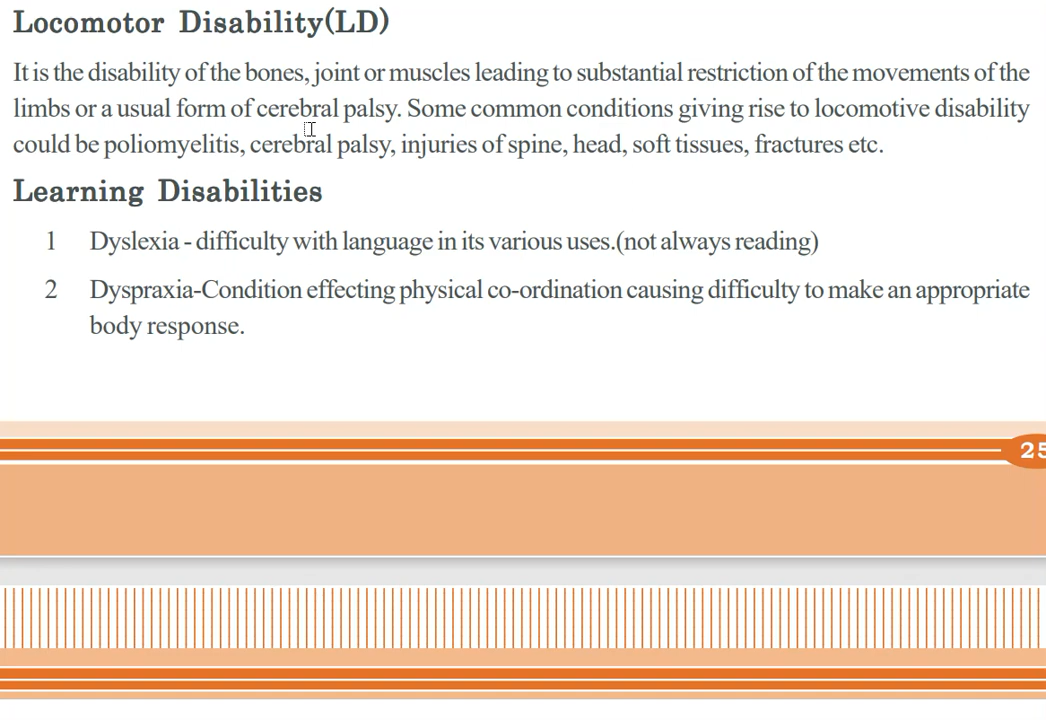 Locomotor Disability(LD)
It is the disability of the bones, joint or muscles leading to substantial restriction of the movements of the
limbs or a usual form of cerebral palsy. Some common conditions giving rise to locomotive disability
could be poliomyelitis, cerebral palsy, injuries of spine, head, soft tissues, fractures etc.
Learning Disabilities
1 Dyslexia - difficulty with language in its various uses.(not always reading)
2 Dyspraxia-Condition effecting physical co-ordination causing difficulty to make an appropriate
body response.
25